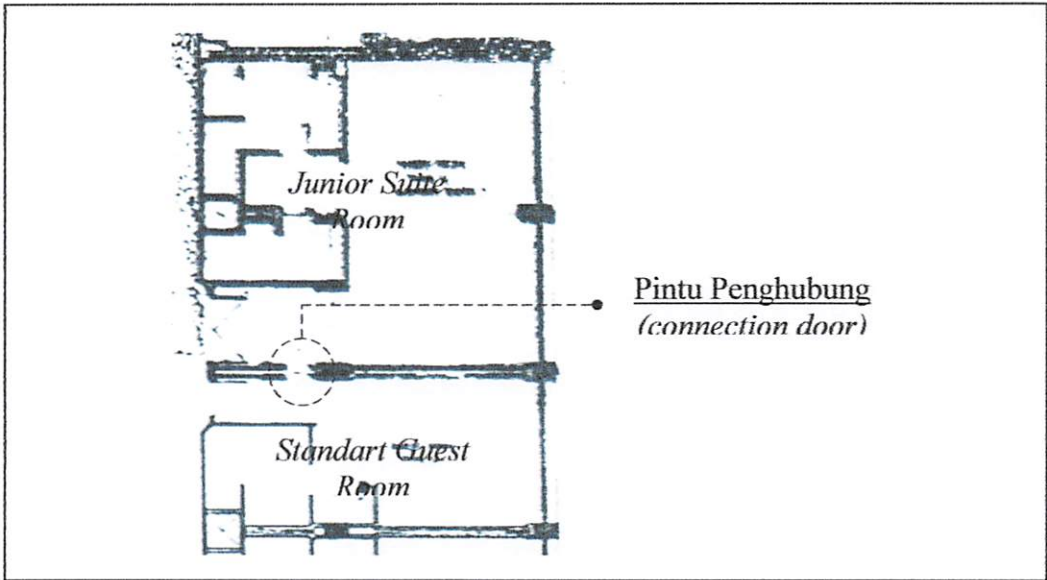 Junior Suite
Room
Pintu Penghubung
(connection door)
Standart Guest
Room